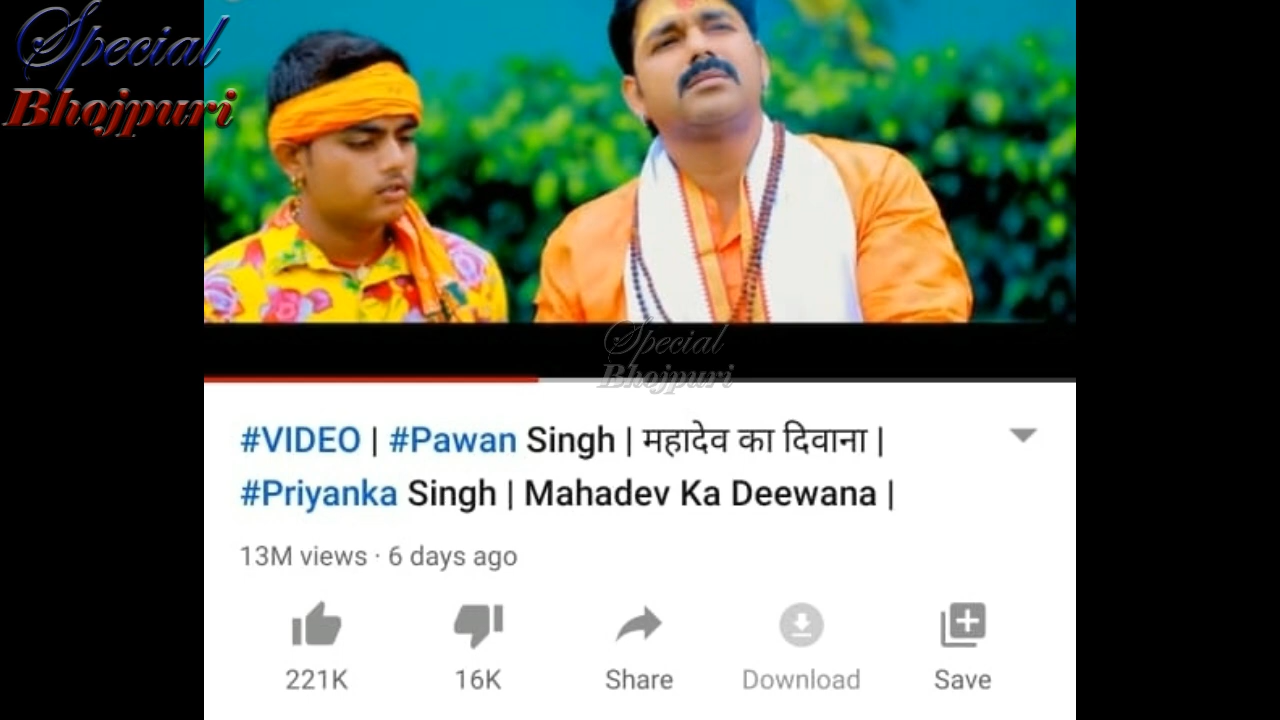 Special
Bhojpuri
Special
Bhojpuri
#VIDEO | #Pawan Singh | महादेव का दिवाना |
#Priyanka Singh | Mahadev Ka Deewana |
13M views · 6 days ago
221K 16K Share Download Save